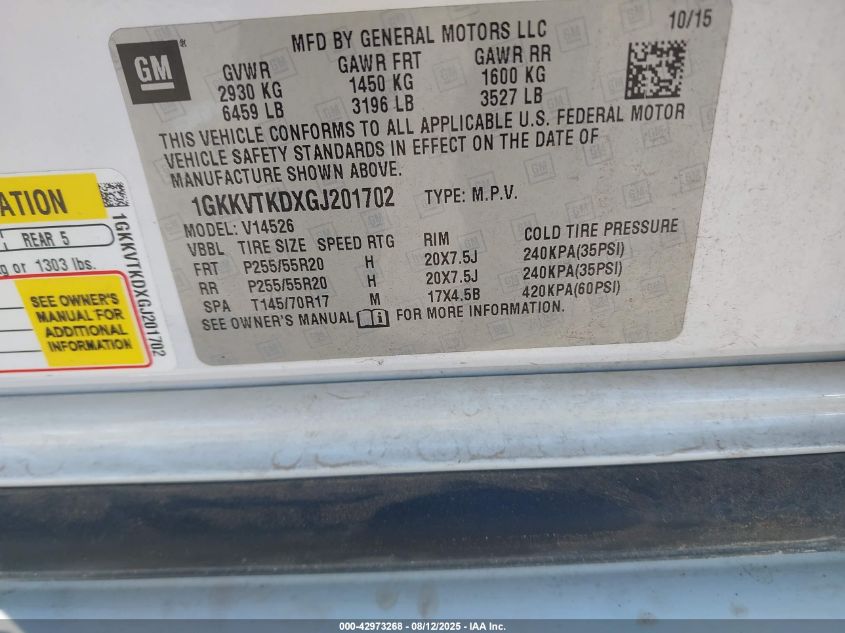 10/15
GM ®
MFD BY GENERAL MOTORS LLC
GVWR GAWR FRT GAWR RR
2930 KG 1450 KG 1600 KG
6459 LB 3196 LB 3527 LB
THIS VEHICLE CONFORMS TO ALL APPLICABLE U.S. FEDERAL MOTOR
VEHICLE SAFETY STANDARDS IN EFFECT ON THE DATE OF
MANUFACTURE SHOWN ABOVE.
1GKKVTKDXGJ201702 TYPE: M.P.V.
MODEL: V14526
VBBL TIRE SIZE SPEED RTG RIM COLD TIRE PRESSURE
FRT P255/55R20 H 20X7.5J 240KPA(35PSI)
RR P255/55R20 H 20X7.5J 240KPA(35PSI)
SPA T145/70R17 M 17X4.5B 420KPA(60PSI)
SEE OWNER'S MANUAL i FOR MORE INFORMATION.
ATION
REAR 5
or 1303 lbs.
SEE OWNER'S
MANUAL FOR
ADDITIONAL
INFORMATION
1GKKVTKDXGJ201702
000-42973268 - 08/12/2025 - IAA Inc.